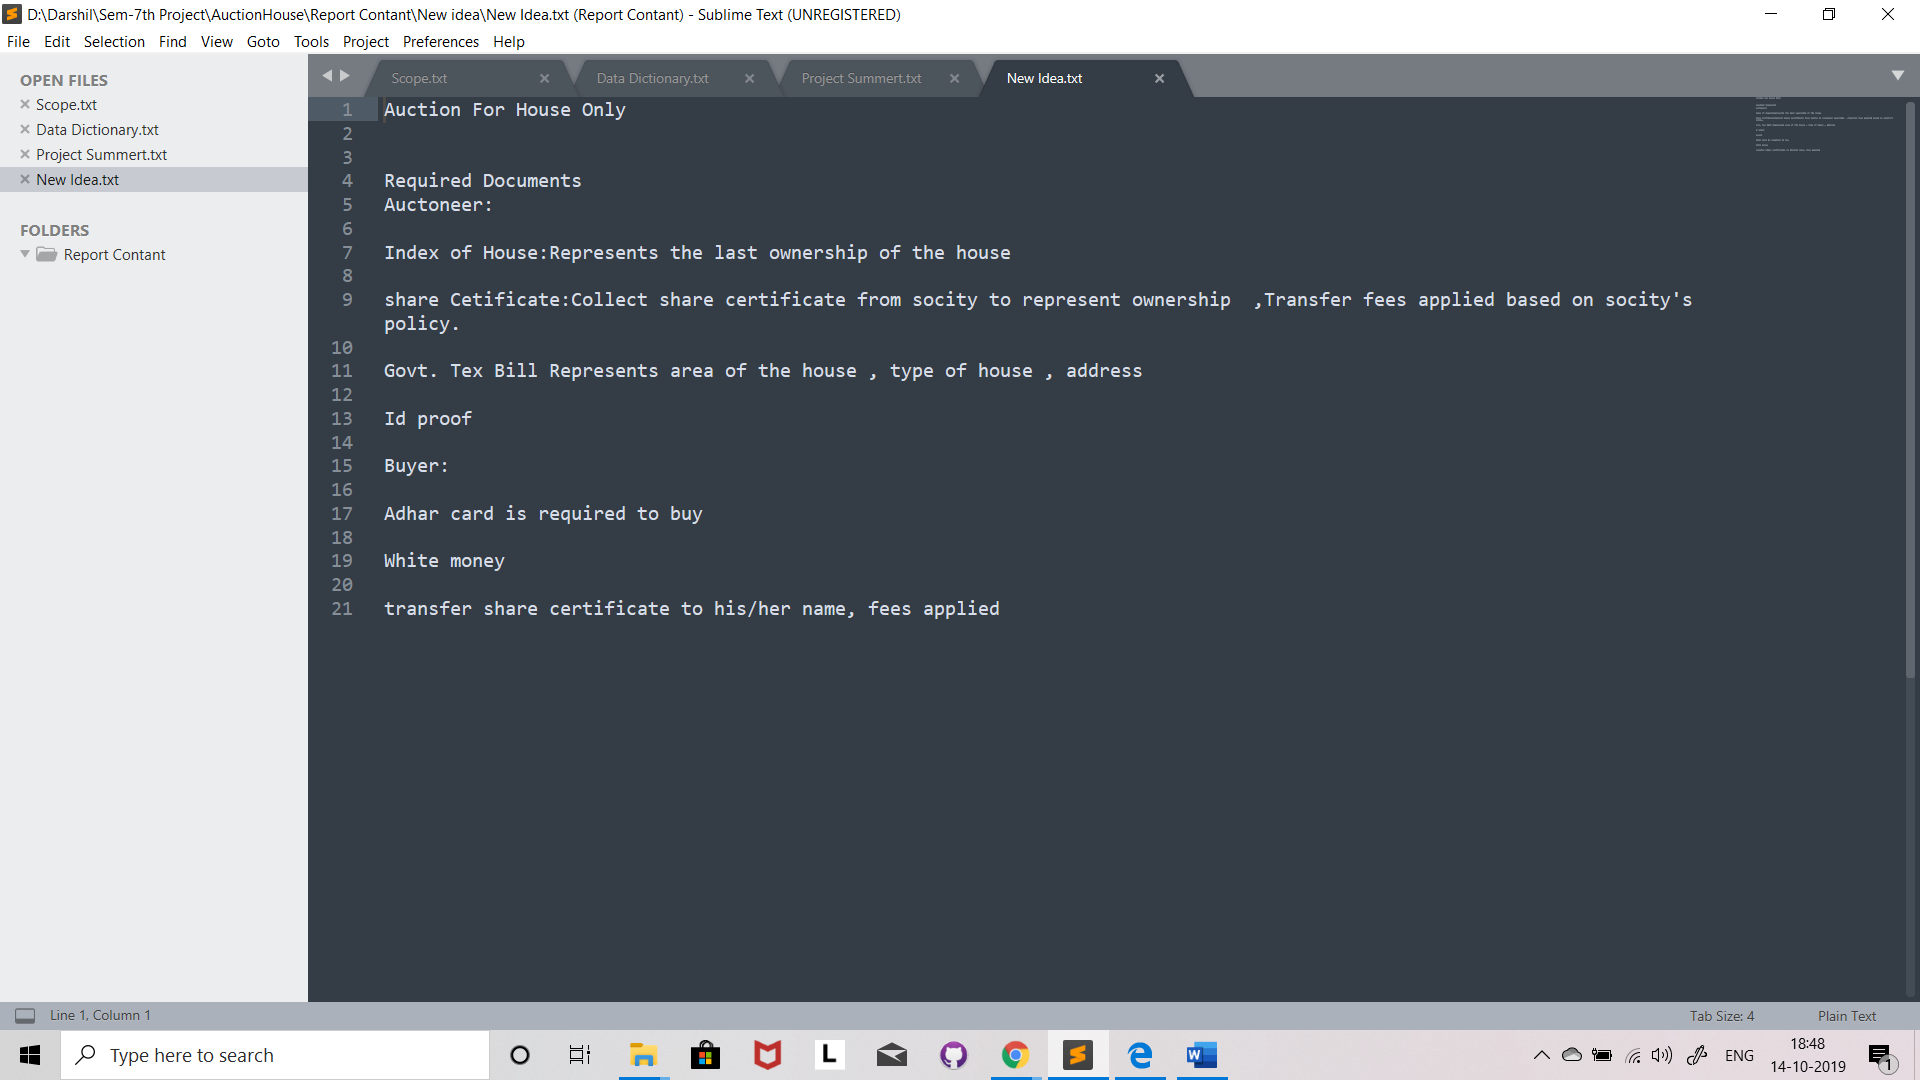 D:\Darshil\Sem-7th Project\AuctionHouse\Report Contant\New idea\New Idea.txt (Report Contant) - Sublime Text (UNREGISTERED)
File Edit Selection Find View Goto Tools Project Preferences Help
OPEN FILES
Scope.txt
Data Dictionary.txt
Project Summert.txt
New Idea.txt
FOLDERS
Report Contant
Scope.txt Data Dictionary.txt Project Summert.txt New Idea.txt
1 Auction For House Only
2
3
4 Required Documents
5 Auctoneer:
6
7 Index of House:Represents the last ownership of the house
8
9 share Cetificate:Collect share certificate from socity to represent ownership  ,Transfer fees applied based on socity's
policy.
10
11 Govt. Tex Bill Represents area of the house , type of house , address
12
13 Id proof
14
15 Buyer:
16
17 Adhar card is required to buy
18
19 White money
20
21 transfer share certificate to his/her name, fees applied
Line 1, Column 1 Tab Size: 4 Plain Text
Type here to search
L
W
ENG
18:48
14-10-2019
1